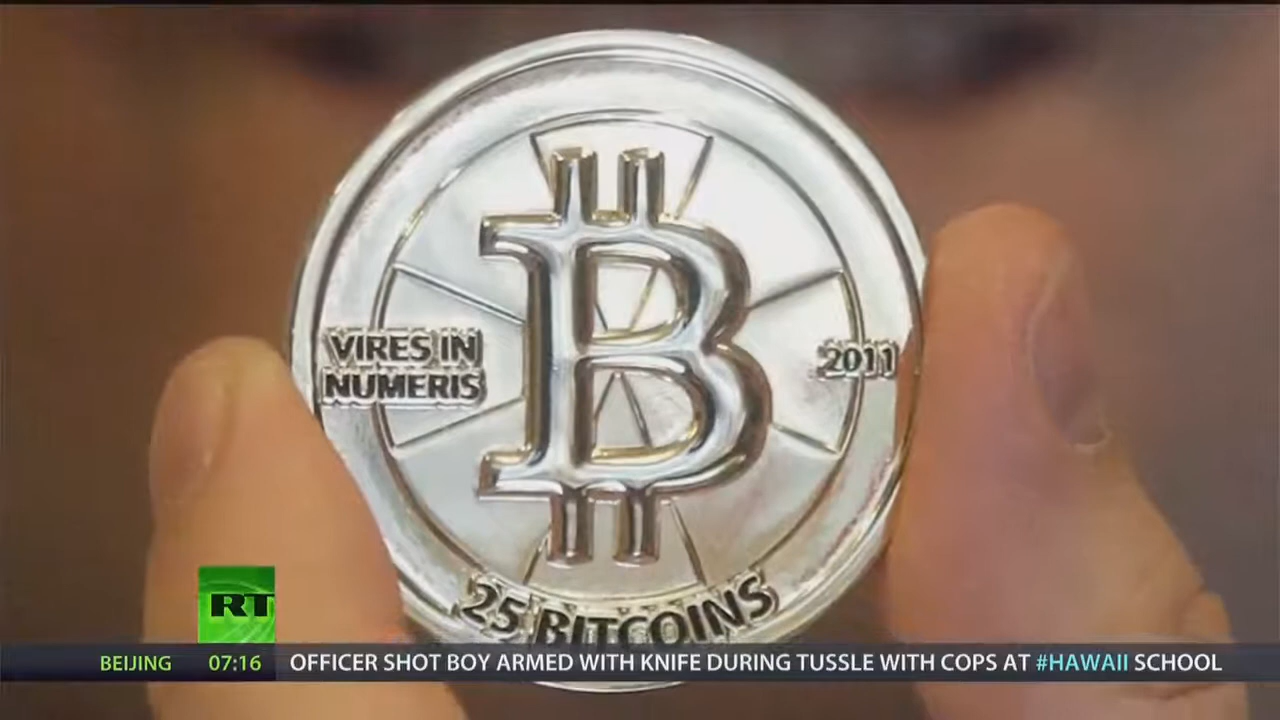 VIRES IN
NUMERIS
2011
25 BITCOINS
RT
BEIJING 07:16 OFFICER SHOT BOY ARMED WITH KNIFE DURING TUSSLE WITH COPS AT #HAWAII SCHOOL